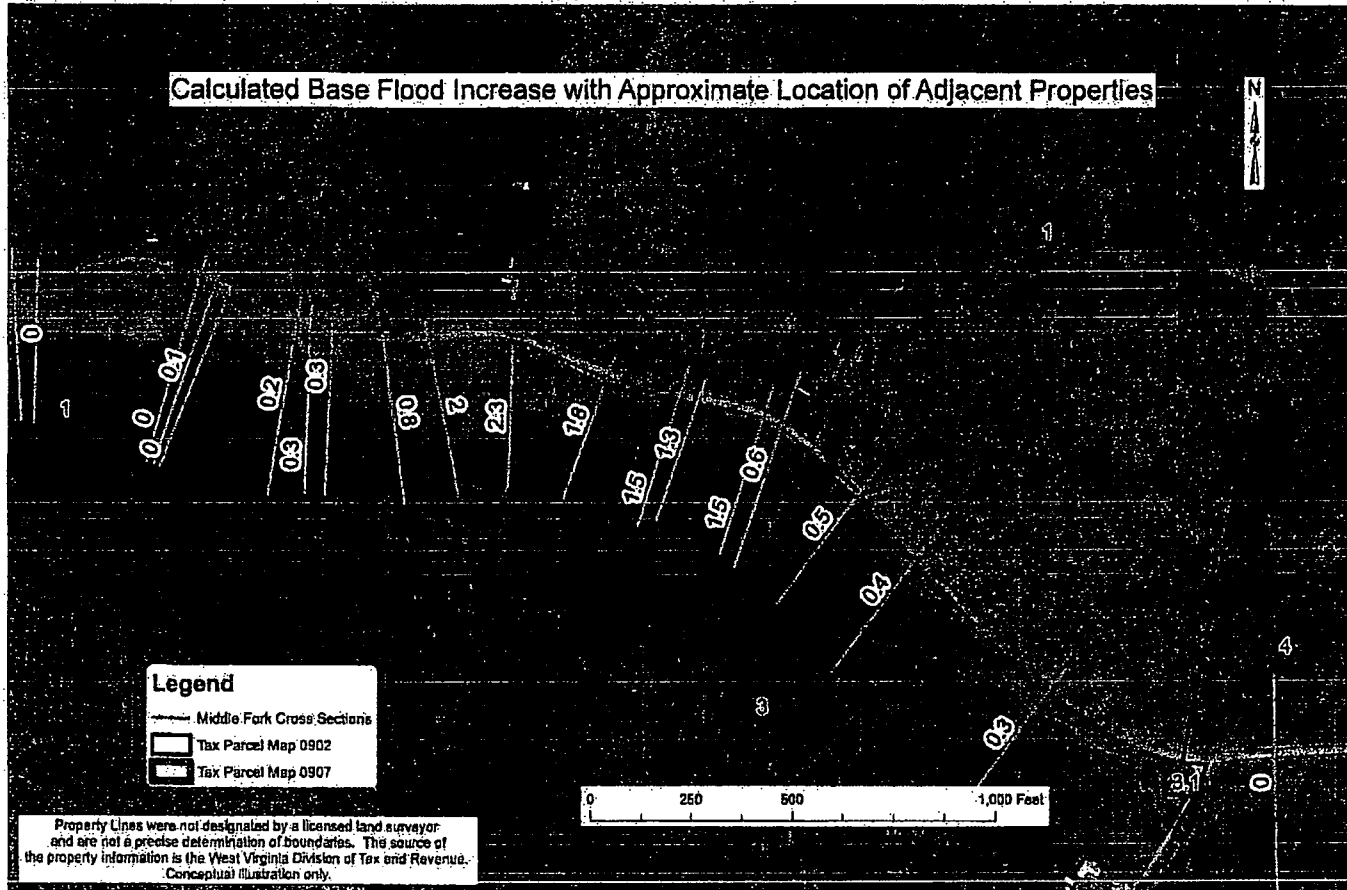 Calculated Base Flood Increase with Approximate Location of Adjacent Properties
N
1
0
0.1
0.2
0.3
1
0
0
0.3
0.8
2
2.3
1.8
1.5
1.3
1.5
0.6
0.5
0.4
3
4
0.3
0
Legend
Middle Fork Cross Sections
Tax Parcel Map 0902
Tax Parcel Map 0907
0 250 500 1,000 Feet
Property Lines were not designated by a licensed land surveyor
and are not a precise determination of boundaries. The source of
the property information is the West Virginia Division of Tax and Revenue.
Conceptual illustration only.